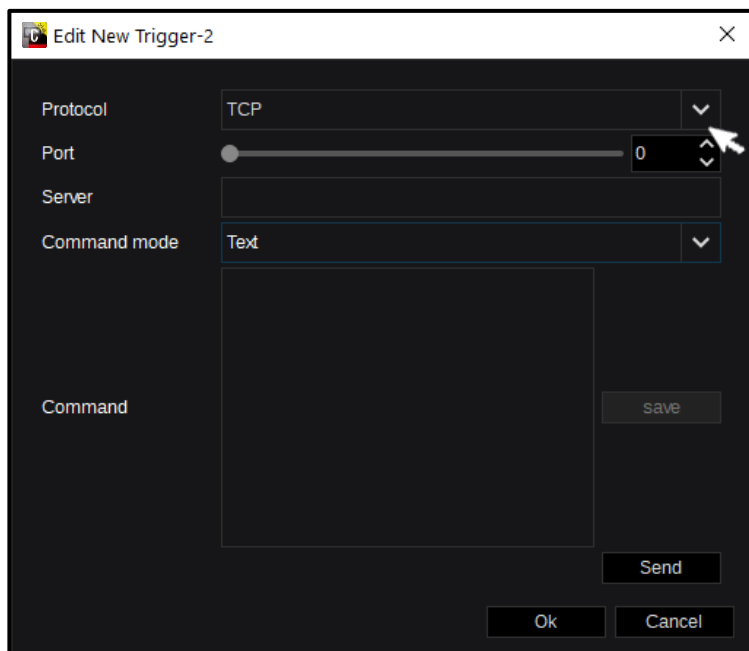 Edit New Trigger-2
Protocol TCP
Port 0
Server
Command mode Text
Command save
Send
Ok Cancel